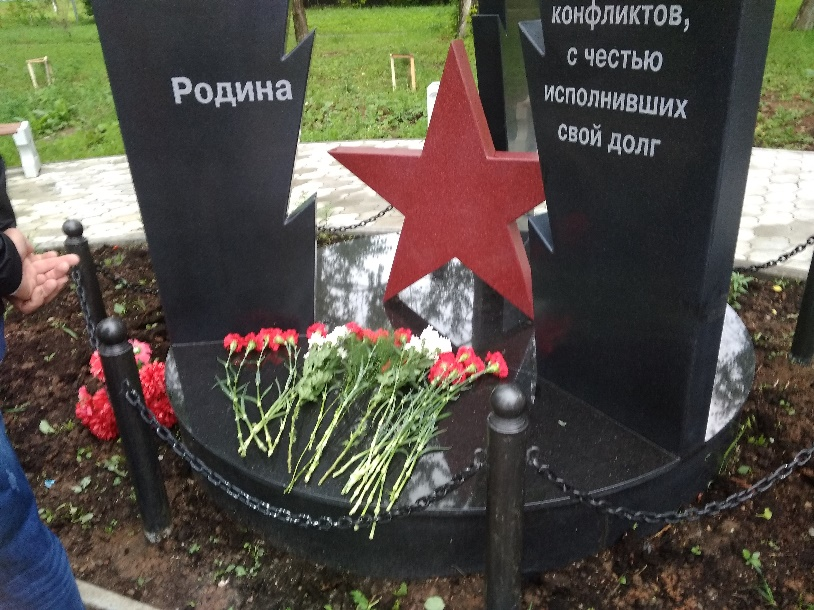 Родина
конфликтов,
с честью
исполнивших
свой долг